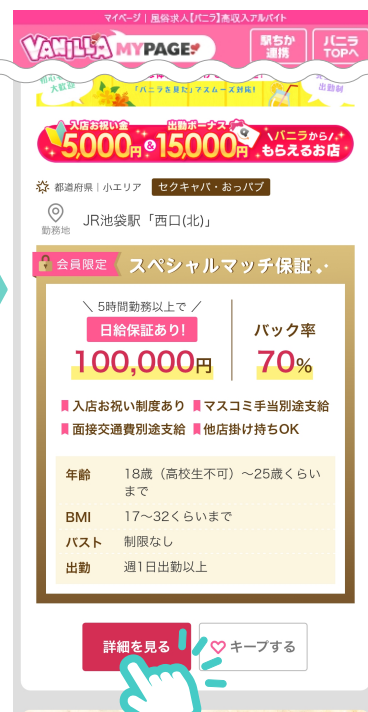 マイページ｜風俗求人【バニラ】高収入アルバイト
VANILLA MYPAGE
駅ちか
連携
バニラ
TOPへ
大歓迎
「バニラを見た」でスムーズ対応!
出勤制
入店お祝い金 出勤ボーナス
5,000円&15,000円
バニラから
もらえるお店
都道府県｜小エリア セクキャバ・おっパブ
勤務地 JR池袋駅「西口(北)」
会員限定 スペシャルマッチ保証
＼ 5時間勤務以上で ／
日給保証あり!
100,000円
バック率
70%
入店お祝い制度あり マスコミ手当別途支給
面接交通費別途支給 他店掛け持ちOK
年齢 18歳（高校生不可）〜25歳くらい
まで
BMI 17〜32くらいまで
バスト 制限なし
出勤 週1日出勤以上
詳細を見る キープする